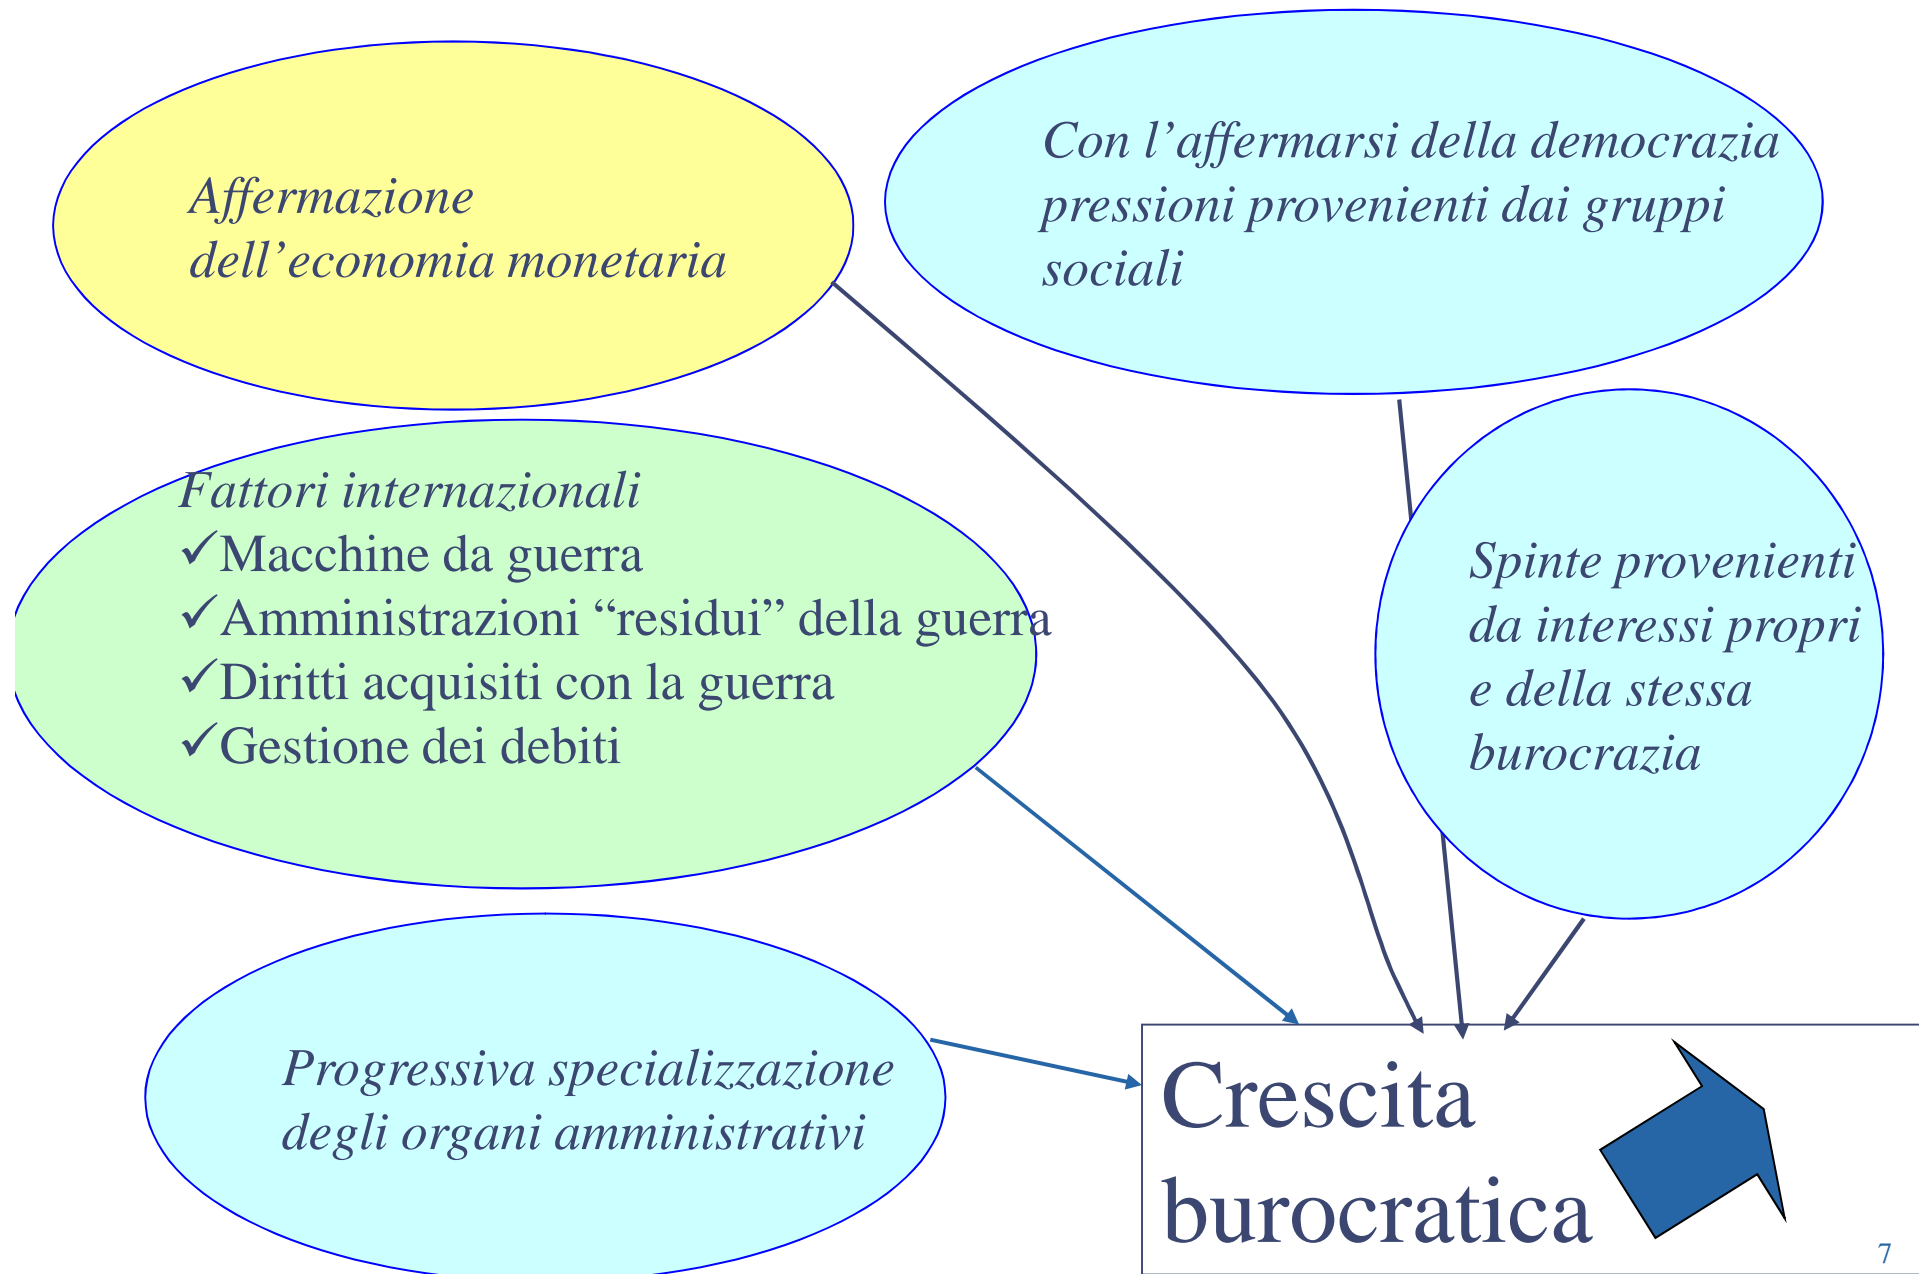 Affermazione
dell’economia monetaria
Con l’affermarsi della democrazia
pressioni provenienti dai gruppi
sociali
Fattori internazionali
✓Macchine da guerra
✓Amministrazioni “residui” della guerra
✓Diritti acquisiti con la guerra
✓Gestione dei debiti
Spinte provenienti
da interessi propri
e della stessa
burocrazia
Progressiva specializzazione
degli organi amministrativi
Crescita
burocratica
7